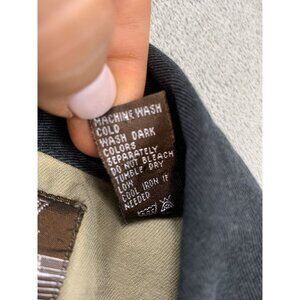 MACHINE WASH
COLD
WASH DARK
COLORS
SEPARATELY
DO NOT BLEACH
TUMBLE DRY
LOW
COOL IRON IF
NEEDED